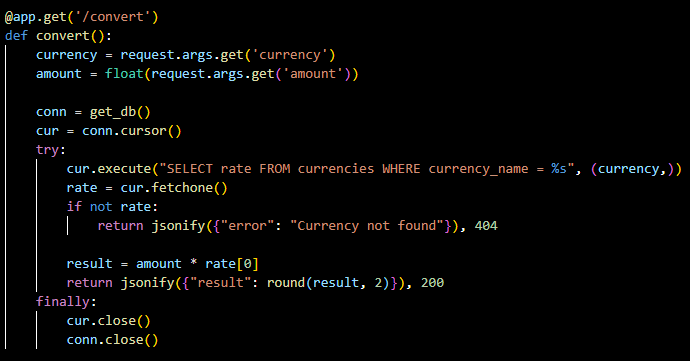 @app.get('/convert')
def convert():
    currency = request.args.get('currency')
    amount = float(request.args.get('amount'))

    conn = get_db()
    cur = conn.cursor()
    try:
        cur.execute("SELECT rate FROM currencies WHERE currency_name = %s", (currency,))
        rate = cur.fetchone()
        if not rate:
            return jsonify({"error": "Currency not found"}), 404

        result = amount * rate[0]
        return jsonify({"result": round(result, 2)}), 200
    finally:
        cur.close()
        conn.close()